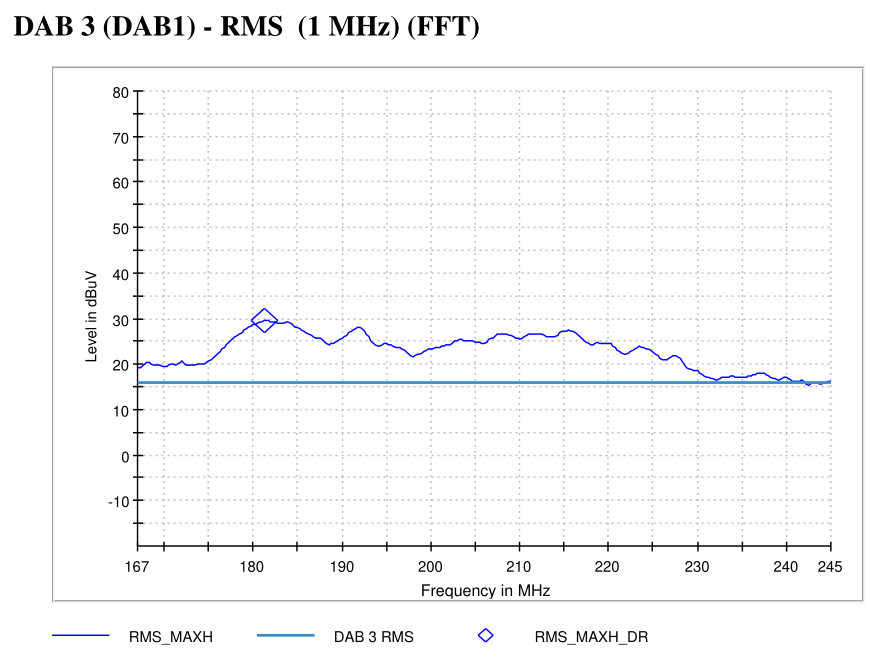 DAB 3 (DAB1) - RMS  (1 MHz) (FFT)
80
70
60
50
40
30
20
10
0
-10
Level in dBuV
167 180 190 200 210 220 230 240 245
Frequency in MHz
RMS_MAXH DAB 3 RMS RMS_MAXH_DR